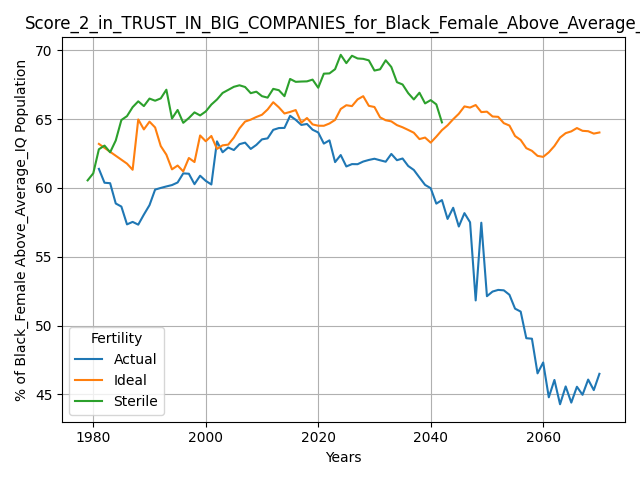 Score_2_in_TRUST_IN_BIG_COMPANIES_for_Black_Female_Above_Average_
% of Black_Female Above_Average_IQ Population
70
65
60
55
50
45
Fertility
Actual
Ideal
Sterile
1980
2000
2020
2040
2060
Years